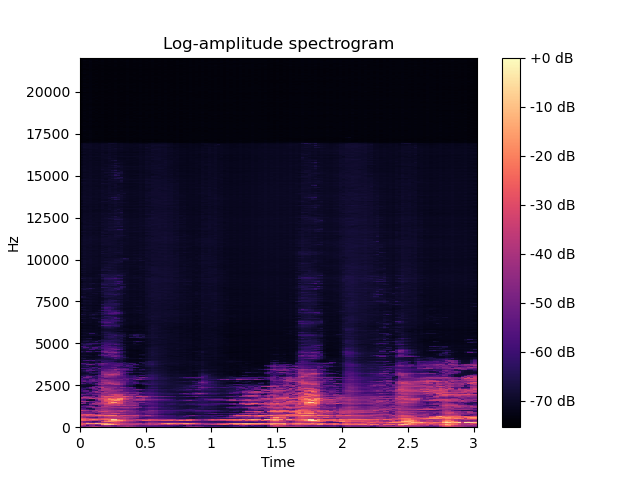 Log-amplitude spectrogram
Hz
20000
17500
15000
12500
10000
7500
5000
2500
0
0 0.5 1 1.5 2 2.5 3
Time
+0 dB
-10 dB
-20 dB
-30 dB
-40 dB
-50 dB
-60 dB
-70 dB